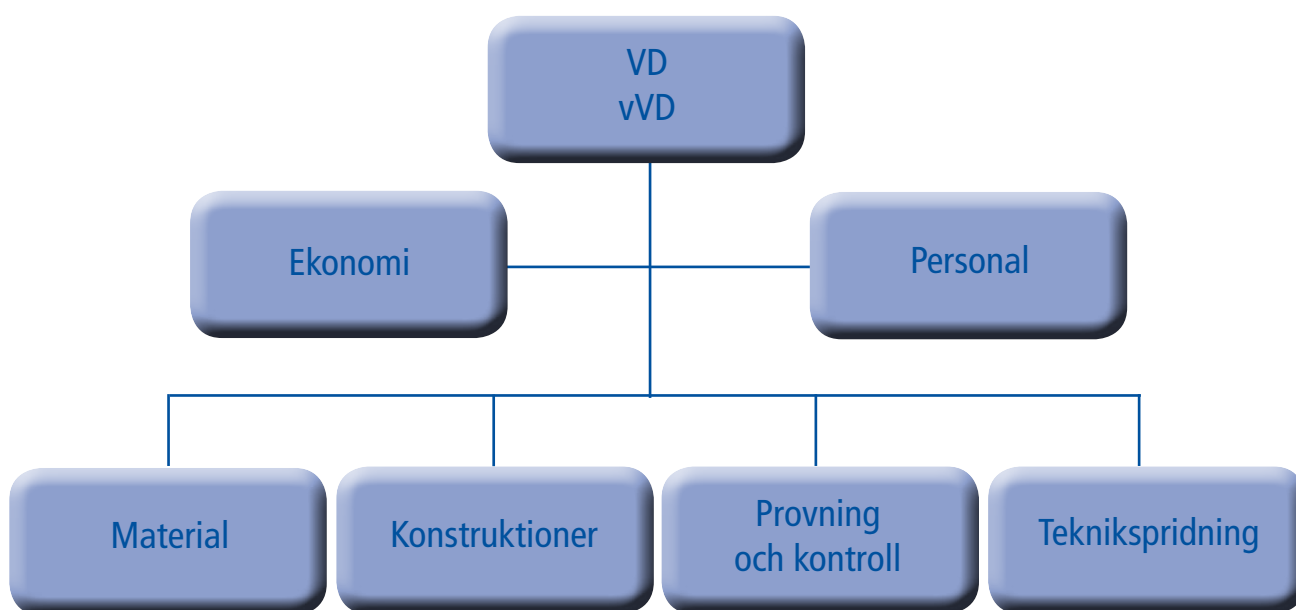 VD
vVD
Ekonomi
Personal
Material
Konstruktioner
Provning
och kontroll
Teknikspridning